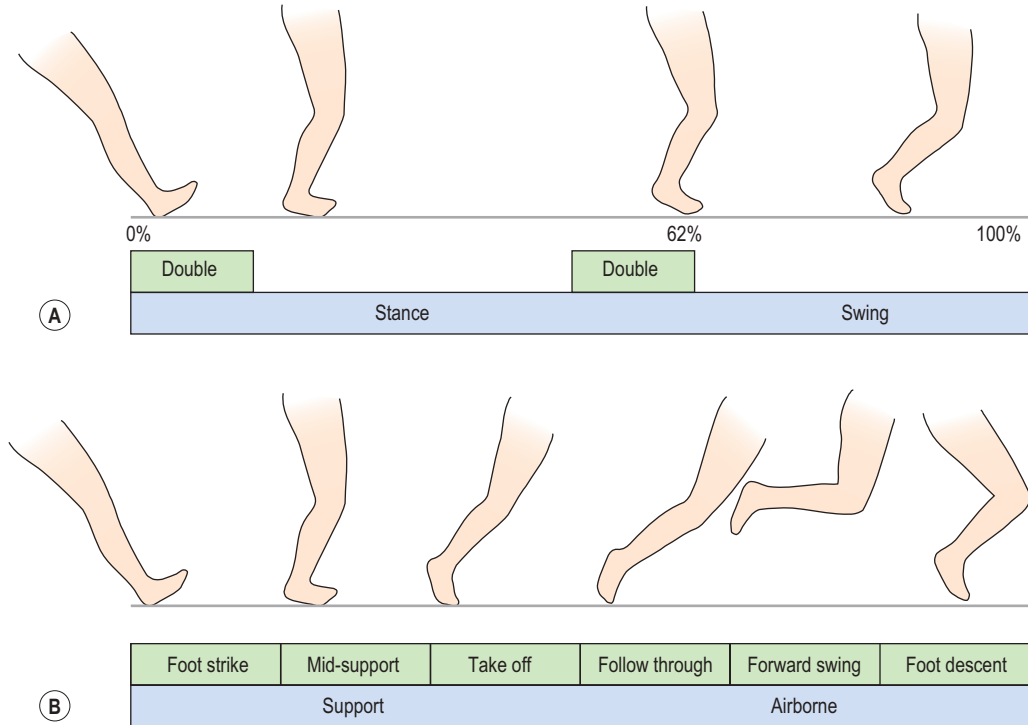 0% 62% 100%
Double Double
A Stance Swing
Foot strike Mid-support Take off Follow through Forward swing Foot descent
B Support Airborne